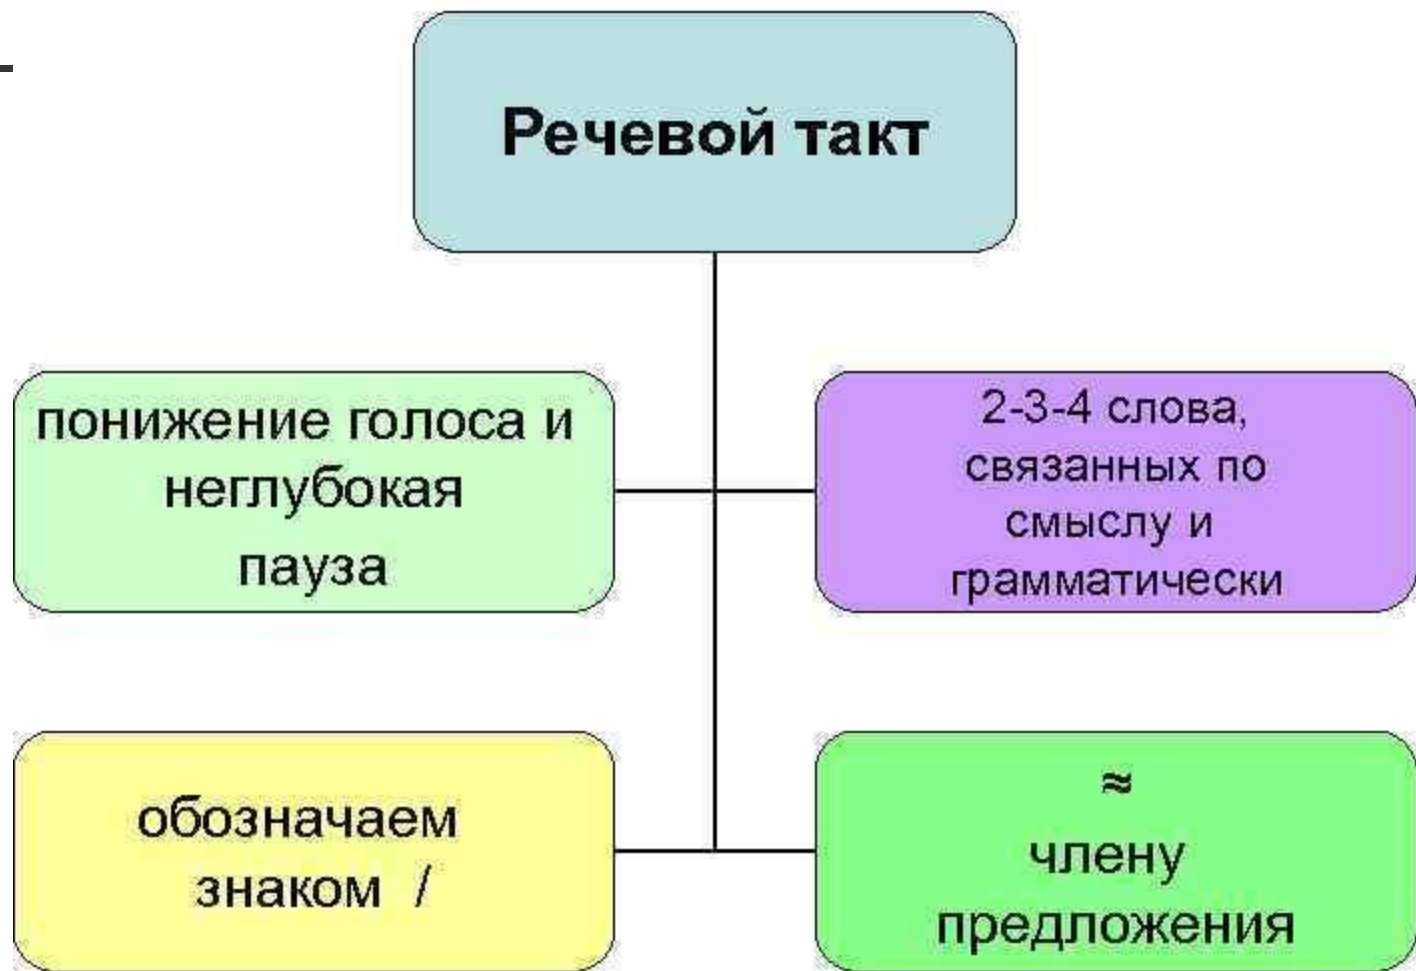 Речевой такт
понижение голоса и
неглубокая
пауза
2-3-4 слова,
связанных по
смыслу и
грамматически
обозначаем
знаком /
≈
члену
предложения